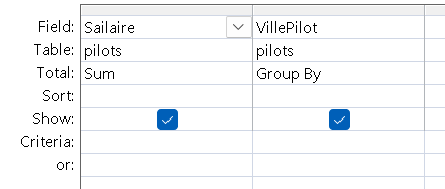 Field: Sailaire VillePilot
Table: pilots pilots
Total: Sum Group By
Sort:
Show:
Criteria:
or: